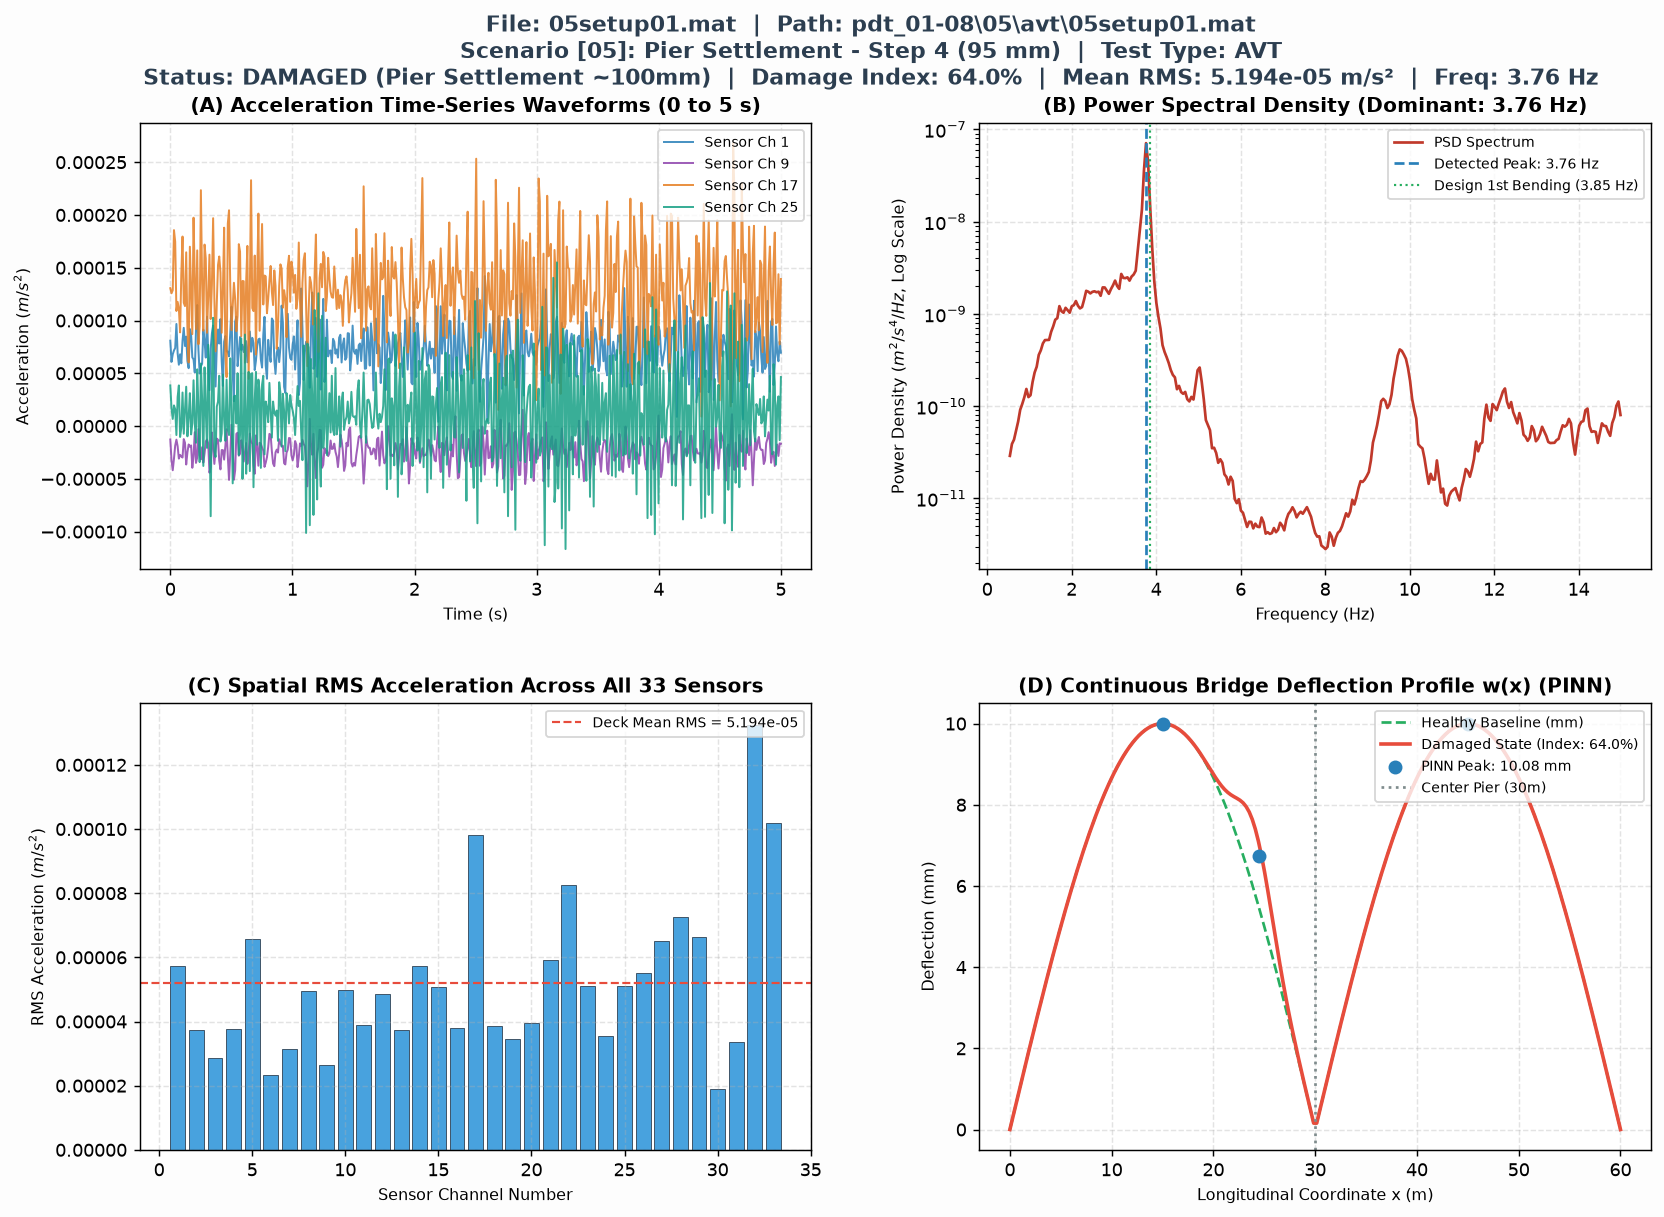 File: 05setup01.mat | Path: pdt_01-08\05\avt\05setup01.mat
Scenario [05]: Pier Settlement - Step 4 (95 mm) | Test Type: AVT
Status: DAMAGED (Pier Settlement ~100mm) | Damage Index: 64.0% | Mean RMS: 5.194e-05 m/s² | Freq: 3.76 Hz
(A) Acceleration Time-Series Waveforms (0 to 5 s)
Sensor Ch 1
Sensor Ch 9
Sensor Ch 17
Sensor Ch 25
Acceleration (m/s²)
0.00025
0.00020
0.00015
0.00010
0.00005
0.00000
−0.00005
−0.00010
0 1 2 3 4 5
Time (s)
(B) Power Spectral Density (Dominant: 3.76 Hz)
PSD Spectrum
Detected Peak: 3.76 Hz
Design 1st Bending (3.85 Hz)
Power Density (m²/s⁴/Hz, Log Scale)
10⁻⁷
10⁻⁸
10⁻⁹
10⁻¹⁰
10⁻¹¹
0 2 4 6 8 10 12 14
Frequency (Hz)
(C) Spatial RMS Acceleration Across All 33 Sensors
Deck Mean RMS = 5.194e-05
RMS Acceleration (m/s²)
0.00012
0.00010
0.00008
0.00006
0.00004
0.00002
0.00000
0 5 10 15 20 25 30 35
Sensor Channel Number
(D) Continuous Bridge Deflection Profile w(x) (PINN)
Healthy Baseline (mm)
Damaged State (Index: 64.0%)
PINN Peak: 10.08 mm
Center Pier (30m)
Deflection (mm)
10
8
6
4
2
0
0 10 20 30 40 50 60
Longitudinal Coordinate x (m)